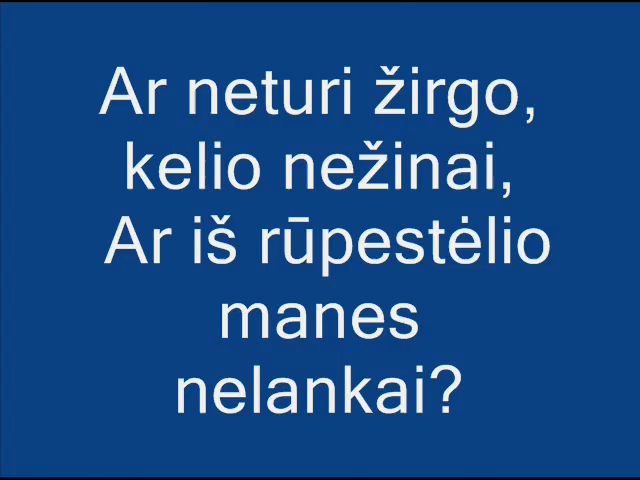 Ar neturi žirgo,
kelio nežinai,
Ar iš rūpestėlio
manes
nelankai?